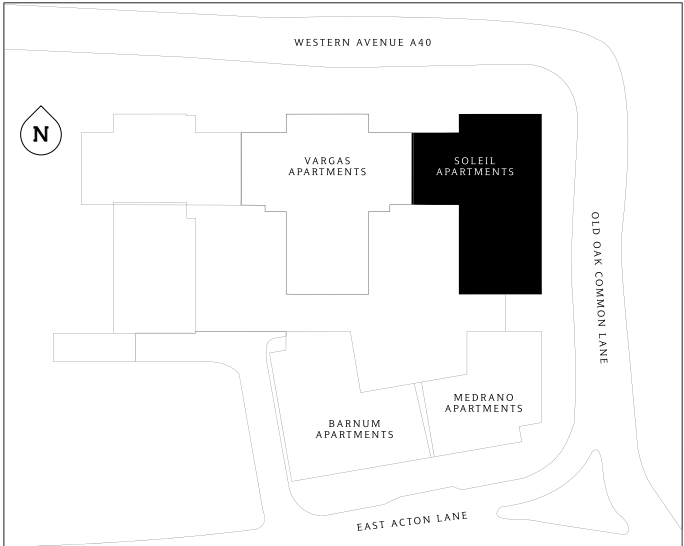 WESTERN AVENUE A40
N
VARGAS
APARTMENTS
SOLEIL
APARTMENTS
OLD OAK COMMON LANE
MEDRANO
APARTMENTS
BARNUM
APARTMENTS
EAST ACTON LANE